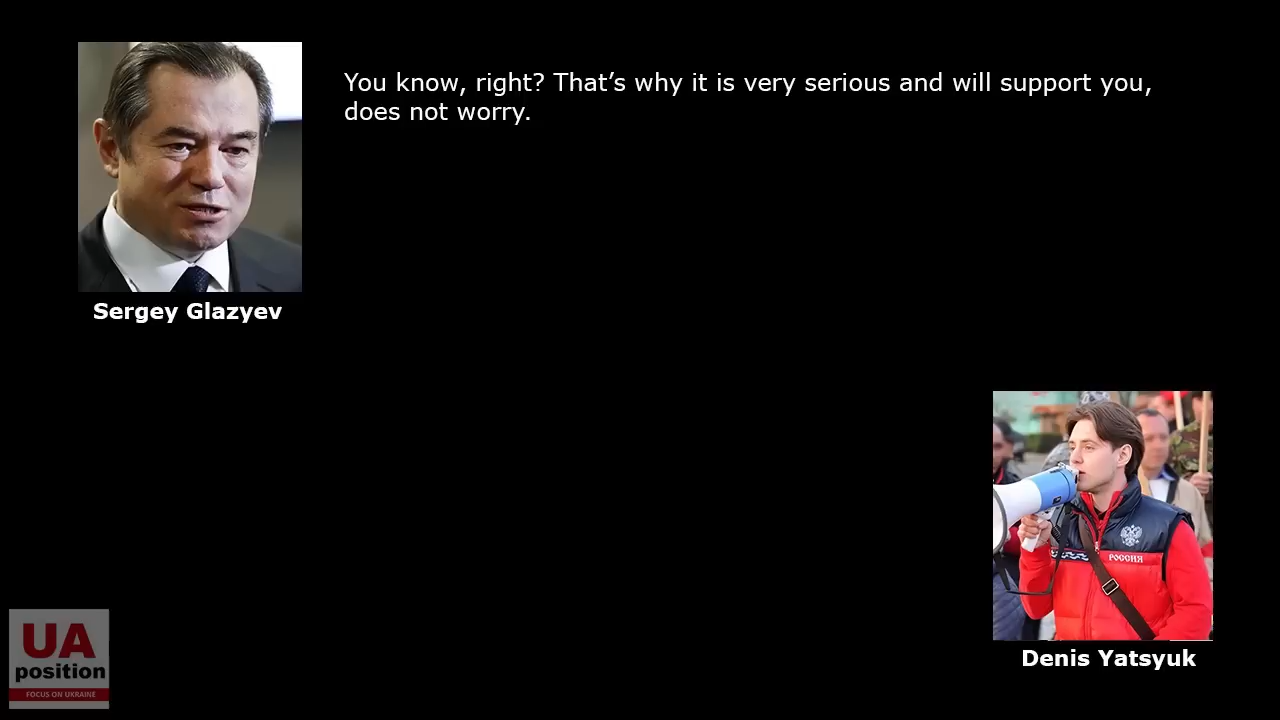 You know, right? That’s why it is very serious and will support you,
does not worry.
Sergey Glazyev
РОССИЯ
Denis Yatsyuk
UA
position
FOCUS ON UKRAINE